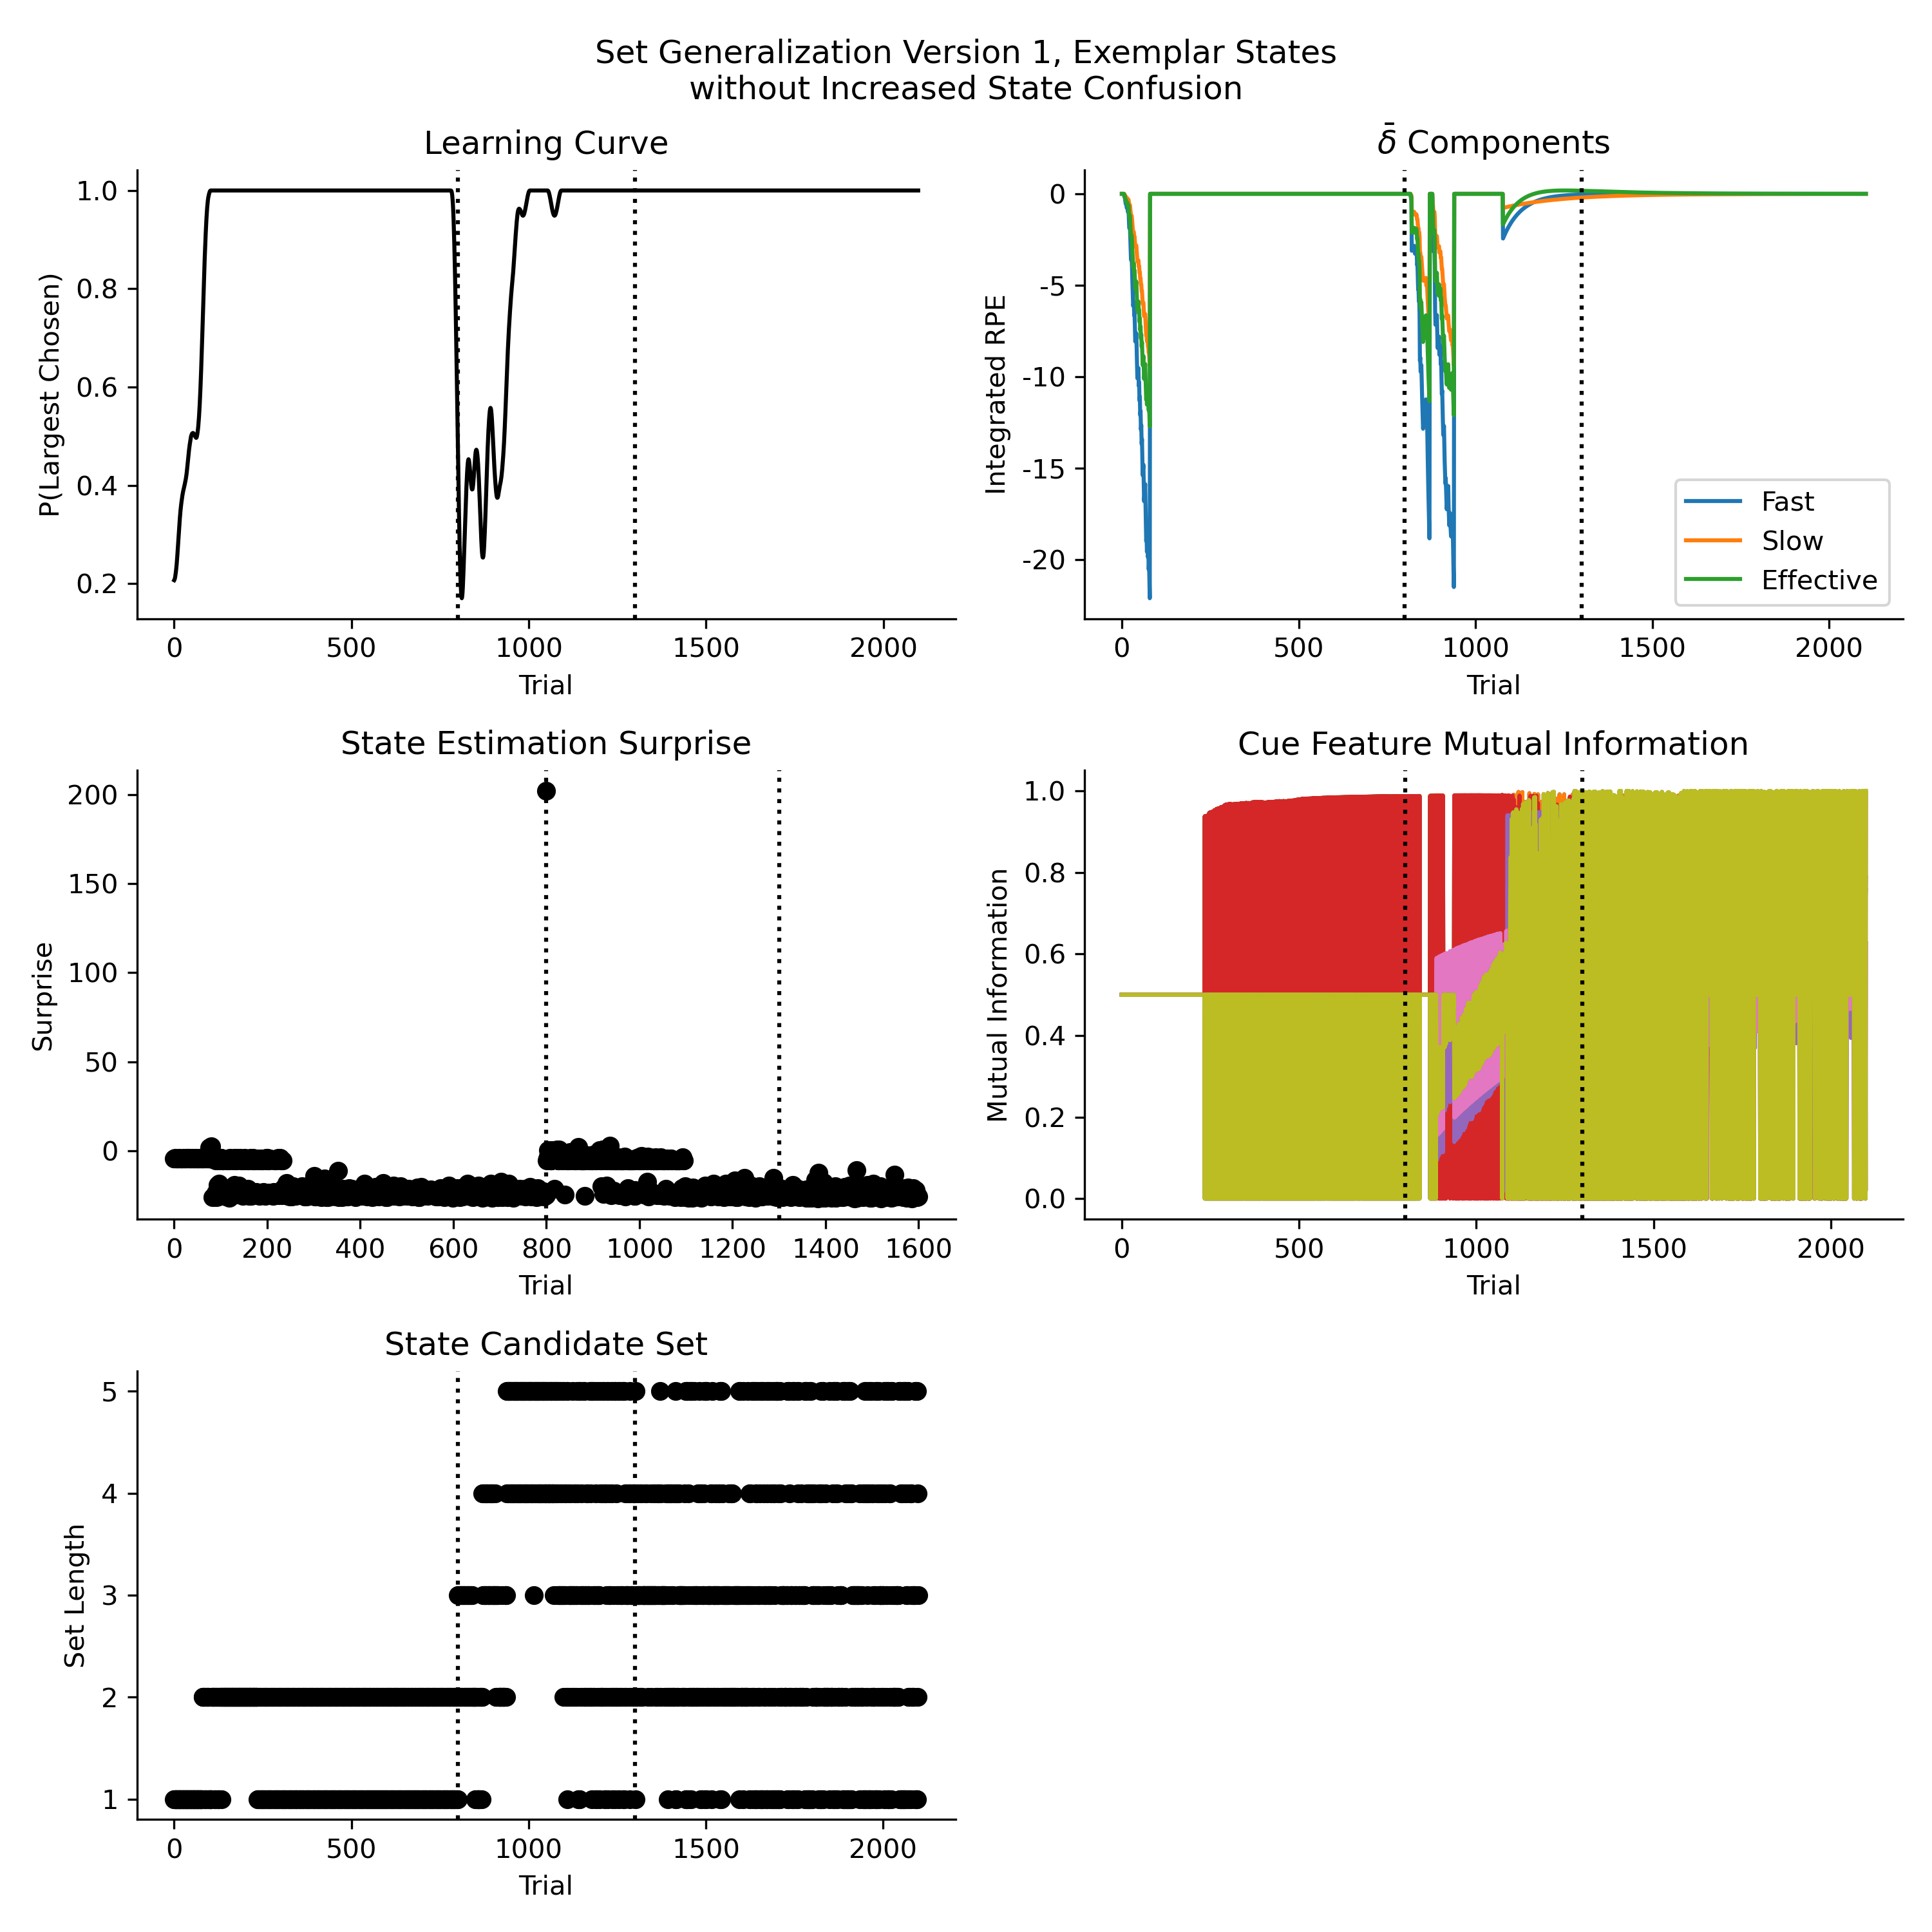 Set Generalization Version 1, Exemplar States
without Increased State Confusion
Learning Curve
1.0
0.8
0.6
0.4
0.2
P(Largest Chosen)
0 500 1000 1500 2000
Trial
δ̄ Components
0
-5
-10
-15
-20
Integrated RPE
Fast
Slow
Effective
0 500 1000 1500 2000
Trial
State Estimation Surprise
200
150
100
50
0
Surprise
0 200 400 600 800 1000 1200 1400 1600
Trial
Cue Feature Mutual Information
1.0
0.8
0.6
0.4
0.2
0.0
Mutual Information
0 500 1000 1500 2000
Trial
State Candidate Set
5
4
3
2
1
Set Length
0 500 1000 1500 2000
Trial